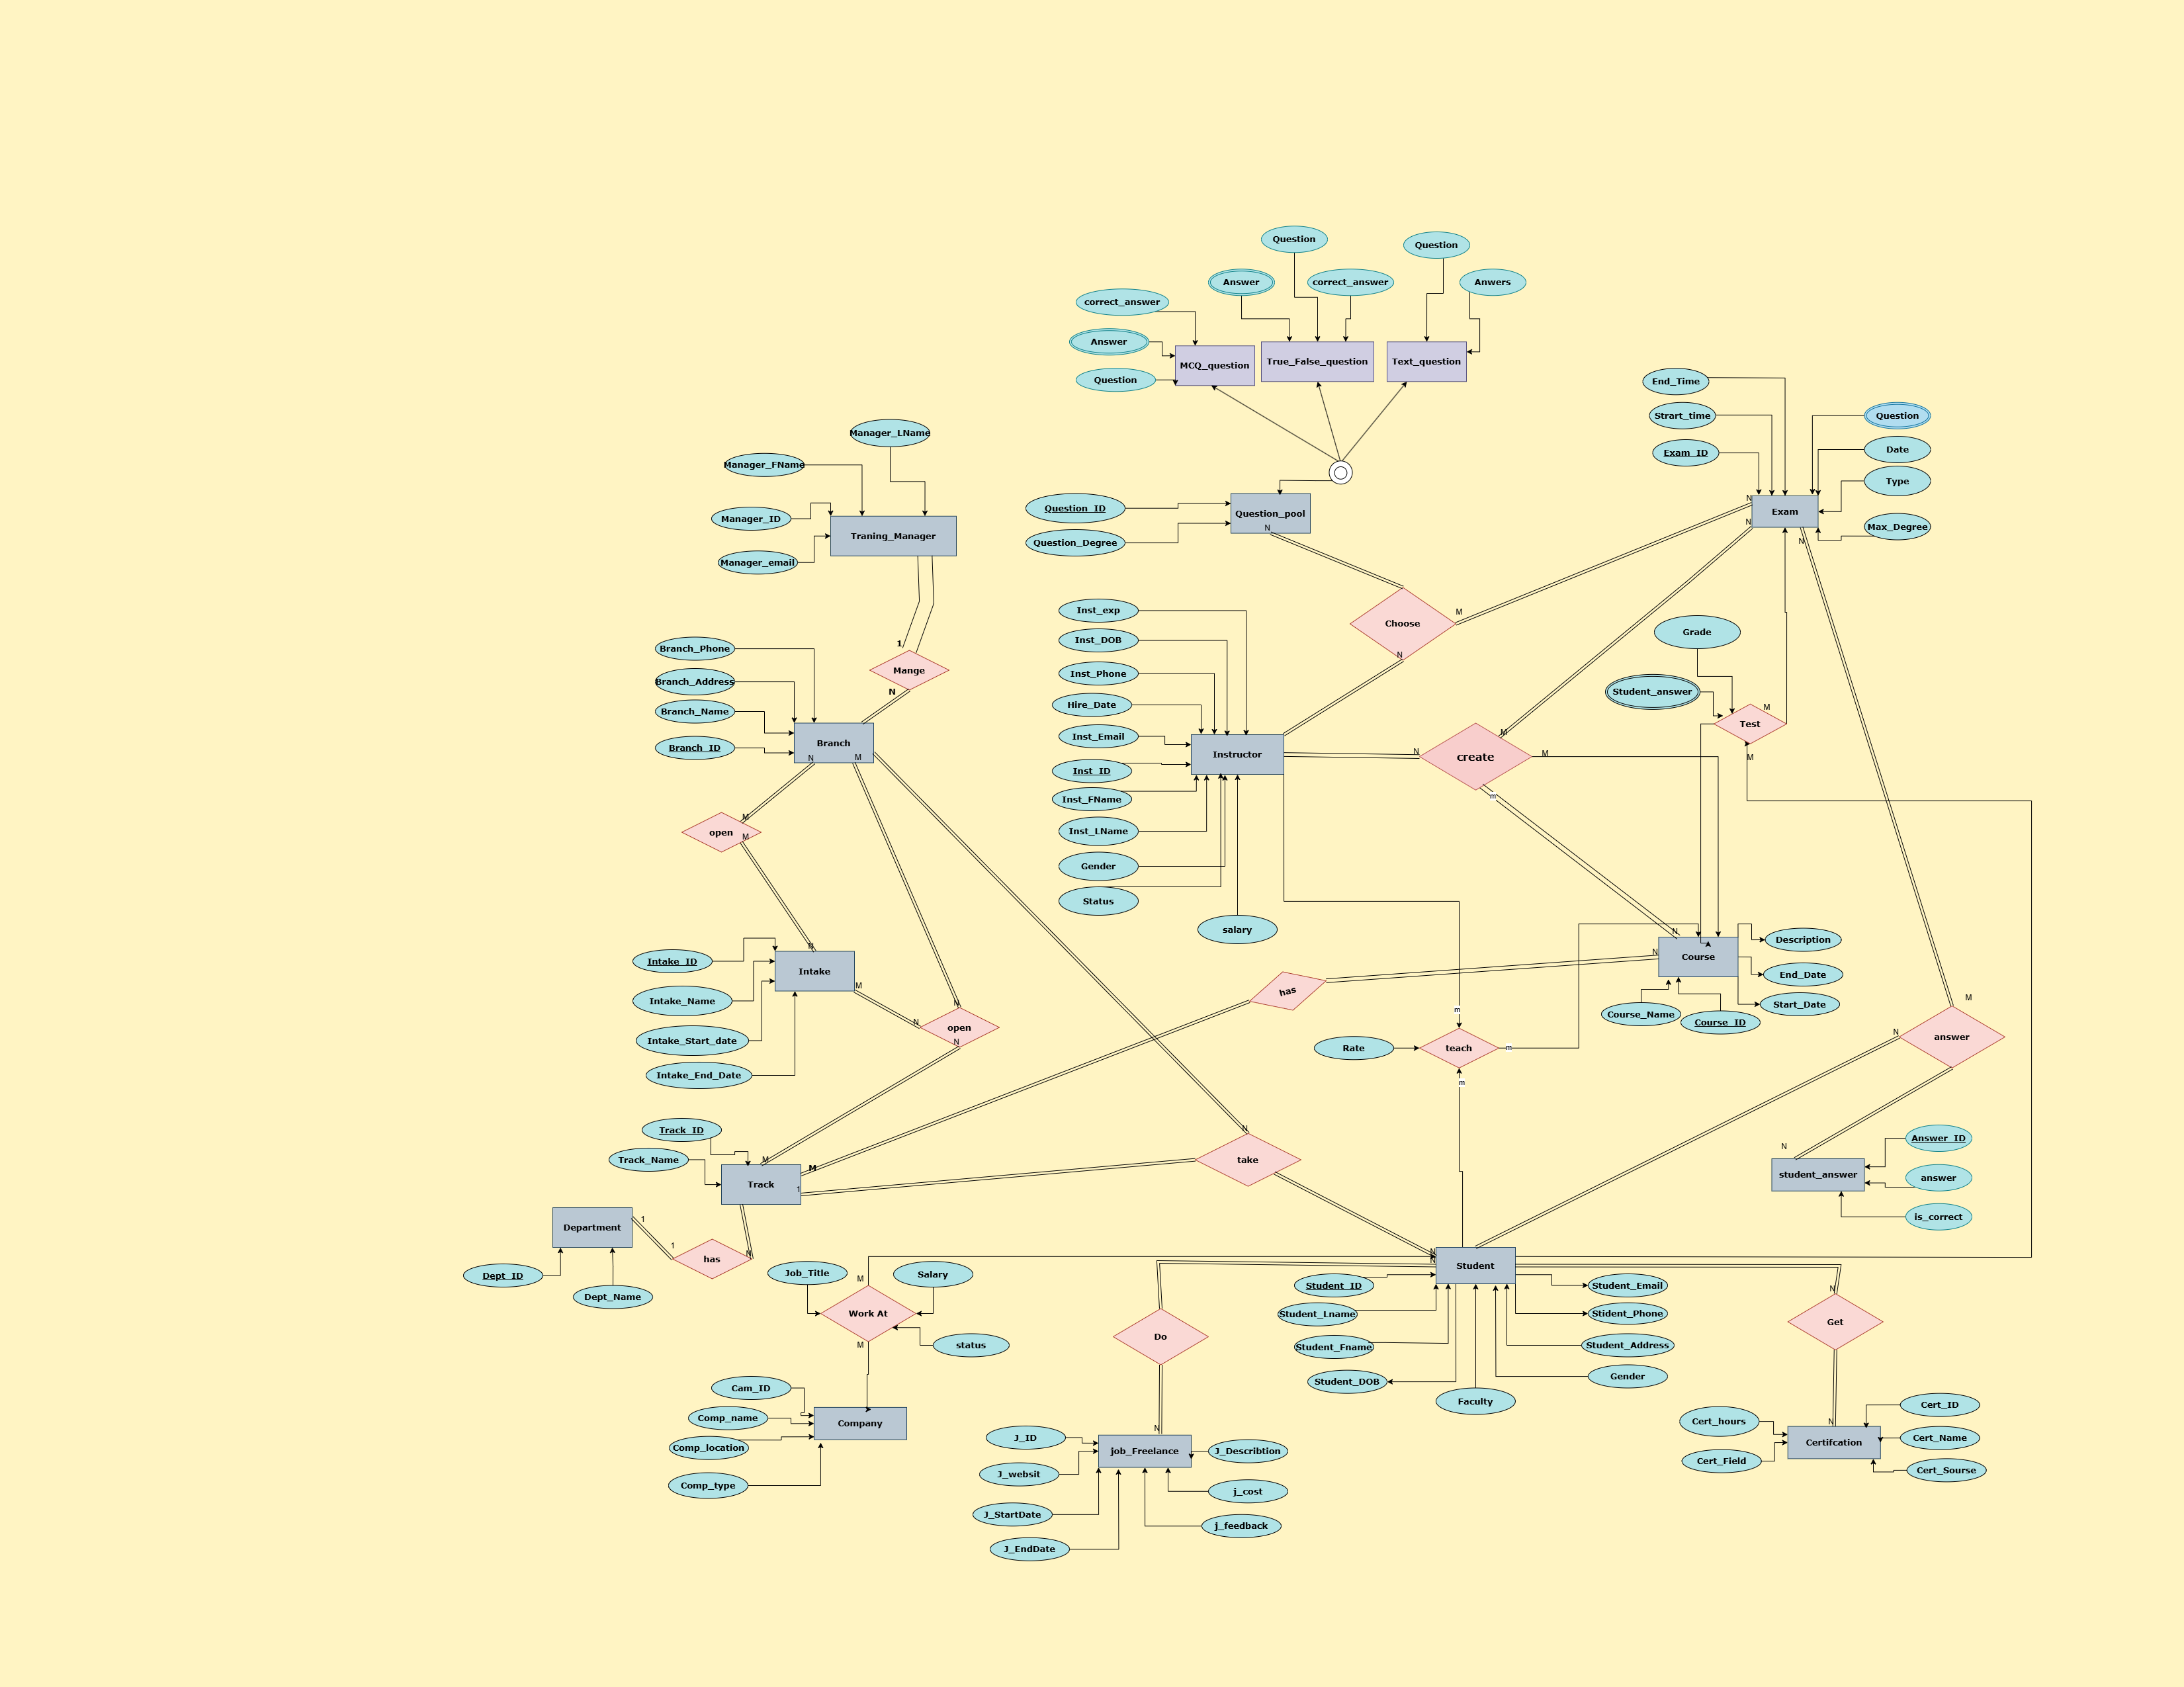 Question
Question
Answer
correct_answer
Anwers
correct_answer
Answer
Question
MCQ_question
True_False_question
Text_question
End_Time
Strart_time
Question
Exam_ID
Date
Type
Max_Degree
Exam
N
N
N
Manager_LName
Manager_FName
Manager_ID
Manager_email
Traning_Manager
Question_ID
Question_Degree
Question_pool
N
1
Mange
N
Branch_Phone
Branch_Address
Branch_Name
Branch_ID
Branch
N
M
Inst_exp
Inst_DOB
Inst_Phone
Hire_Date
Inst_Email
Inst_ID
Inst_FName
Inst_LName
Gender
Status
salary
Instructor
Choose
M
N
Grade
Student_answer
Test
M
M
create
N
M
M
m
open
M
M
N
Intake_ID
Intake_Name
Intake_Start_date
Intake_End_Date
Intake
M
N
open
N
N
has
N
N
Course
Description
End_Date
Start_Date
Course_Name
Course_ID
m
Rate
teach
m
m
M
N
answer
N
Answer_ID
answer
is_correct
student_answer
Track_ID
Track_Name
Track
M
M
1
N
take
Department
1
1
has
N
Dept_ID
Dept_Name
Job_Title
Salary
M
Work At
M
status
Cam_ID
Comp_name
Comp_location
Comp_type
Company
N
N
Student
Student_ID
Student_Lname
Student_Fname
Student_DOB
Faculty
Student_Email
Stident_Phone
Student_Address
Gender
Do
N
J_ID
J_websit
J_StartDate
J_EndDate
job_Freelance
J_Describtion
j_cost
j_feedback
N
Get
N
Cert_hours
Cert_Field
Certifcation
Cert_ID
Cert_Name
Cert_Sourse